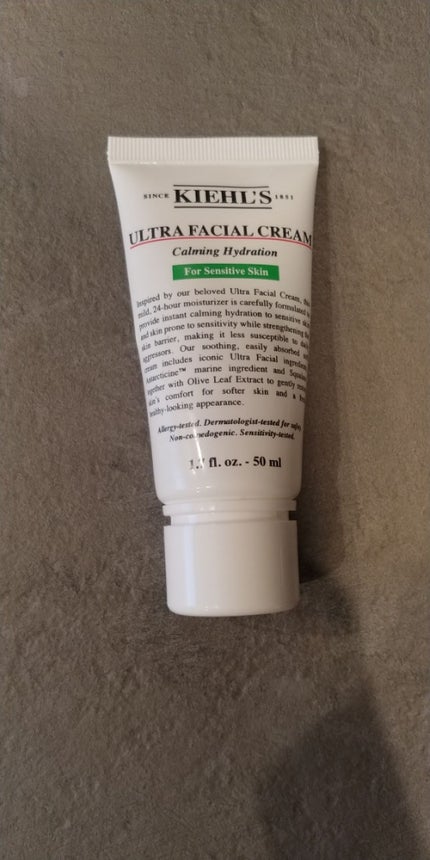 SINCE KIEHL'S 1851
ULTRA FACIAL CREAM
Calming Hydration
For Sensitive Skin
Inspired by our beloved Ultra Facial Cream, this
mild, 24-hour moisturizer is carefully formulated to
provide instant calming hydration to sensitive skin
and skin prone to sensitivity while strengthening
skin barrier, making it less susceptible to daily
aggressors. Our soothing, easily absorbed
cream includes iconic Ultra Facial ingredients
Antarcticine™ marine ingredient and Squalane
together with Olive Leaf Extract to gently restore
skin's comfort for softer skin and a
healthy-looking appearance.
Allergy-tested. Dermatologist-tested for safety.
Non-comedogenic. Sensitivity-tested.
1.7 fl. oz. - 50 ml